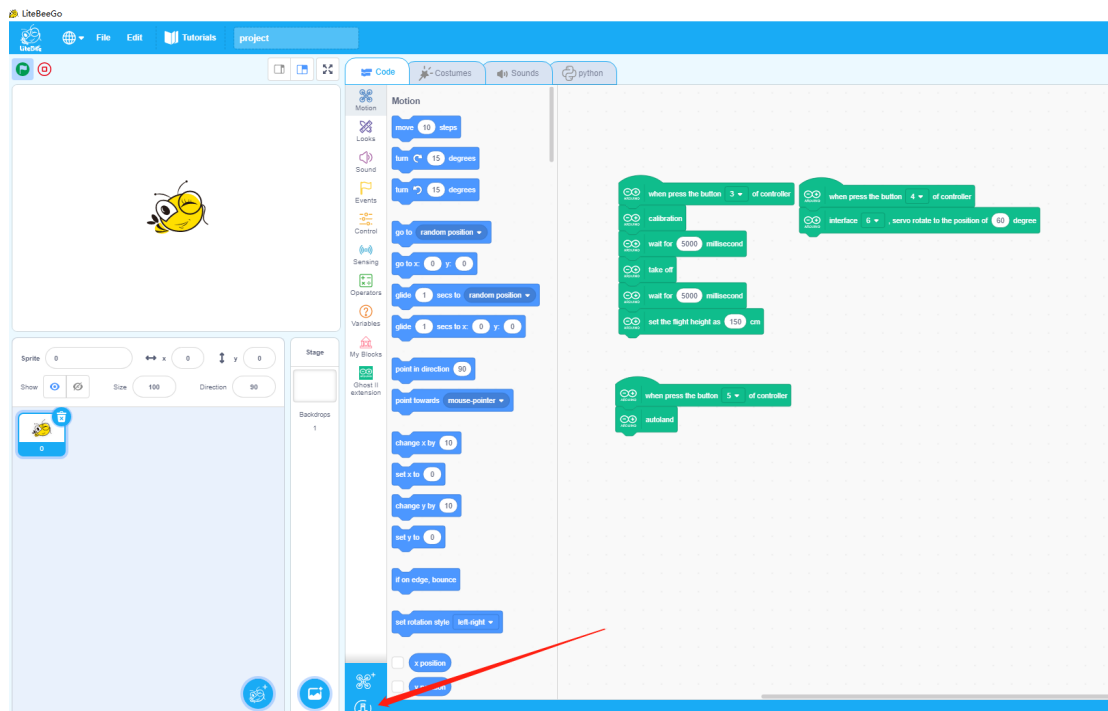 LiteBeeGo
LiteBee File Edit Tutorials project
Code Costumes Sounds python
Motion
Looks
Sound
Events
Control
Sensing
Operators
Variables
My Blocks
Ghost II
extension
Motion
move 10 steps
turn 15 degrees
turn 15 degrees
go to random position
go to x: 0 y: 0
glide 1 secs to random position
glide 1 secs to x: 0 y: 0
point in direction 90
point towards mouse-pointer
change x by 10
set x to 0
change y by 10
set y to 0
if on edge, bounce
set rotation style left-right
x position
y position
when press the button 3 of controller
calibration
wait for 5000 millisecond
take off
wait for 5000 millisecond
set the flight height as 150 cm
when press the button 4 of controller
interface 6 , servo rotate to the position of 60 degree
when press the button 5 of controller
autoland
Sprite 0 x 0 y 0
Show Size 100 Direction 90
0
Stage
Backdrops
1